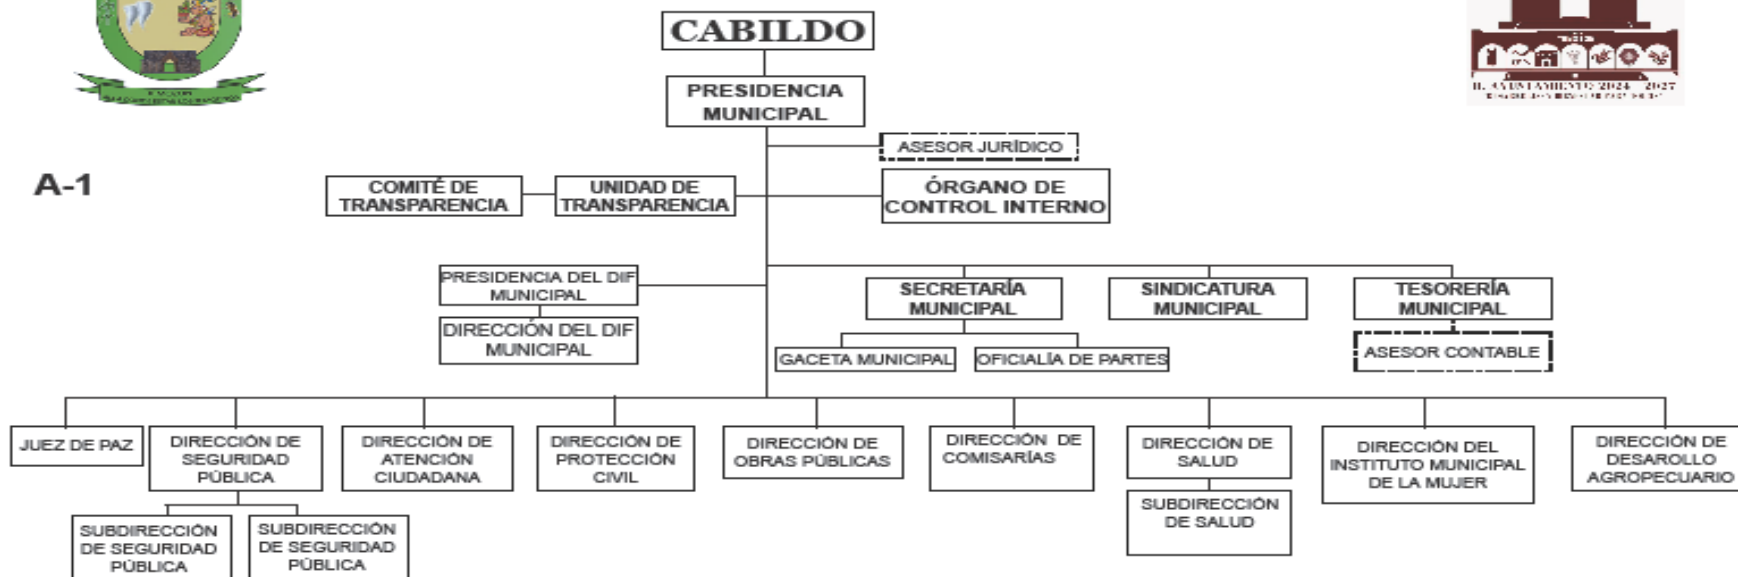 CABILDO
PRESIDENCIA
MUNICIPAL
H. AYUNTAMIENTO 2024 - 2027
ASESOR JURÍDICO
A-1
COMITÉ DE
TRANSPARENCIA
UNIDAD DE
TRANSPARENCIA
ÓRGANO DE
CONTROL INTERNO
PRESIDENCIA DEL DIF
MUNICIPAL
DIRECCIÓN DEL DIF
MUNICIPAL
SECRETARÍA
MUNICIPAL
SINDICATURA
MUNICIPAL
TESORERÍA
MUNICIPAL
GACETA MUNICIPAL
OFICIALÍA DE PARTES
ASESOR CONTABLE
JUEZ DE PAZ
DIRECCIÓN DE
SEGURIDAD
PÚBLICA
DIRECCIÓN DE
ATENCIÓN
CIUDADANA
DIRECCIÓN DE
PROTECCIÓN
CIVIL
DIRECCIÓN DE
OBRAS PÚBLICAS
DIRECCIÓN DE
COMISARÍAS
DIRECCIÓN DE
SALUD
DIRECCIÓN DEL
INSTITUTO MUNICIPAL
DE LA MUJER
DIRECCIÓN DE
DESAROLLO
AGROPECUARIO
SUBDIRECCIÓN
DE SEGURIDAD
PÚBLICA
SUBDIRECCIÓN
DE SEGURIDAD
PÚBLICA
SUBDIRECCIÓN
DE SALUD